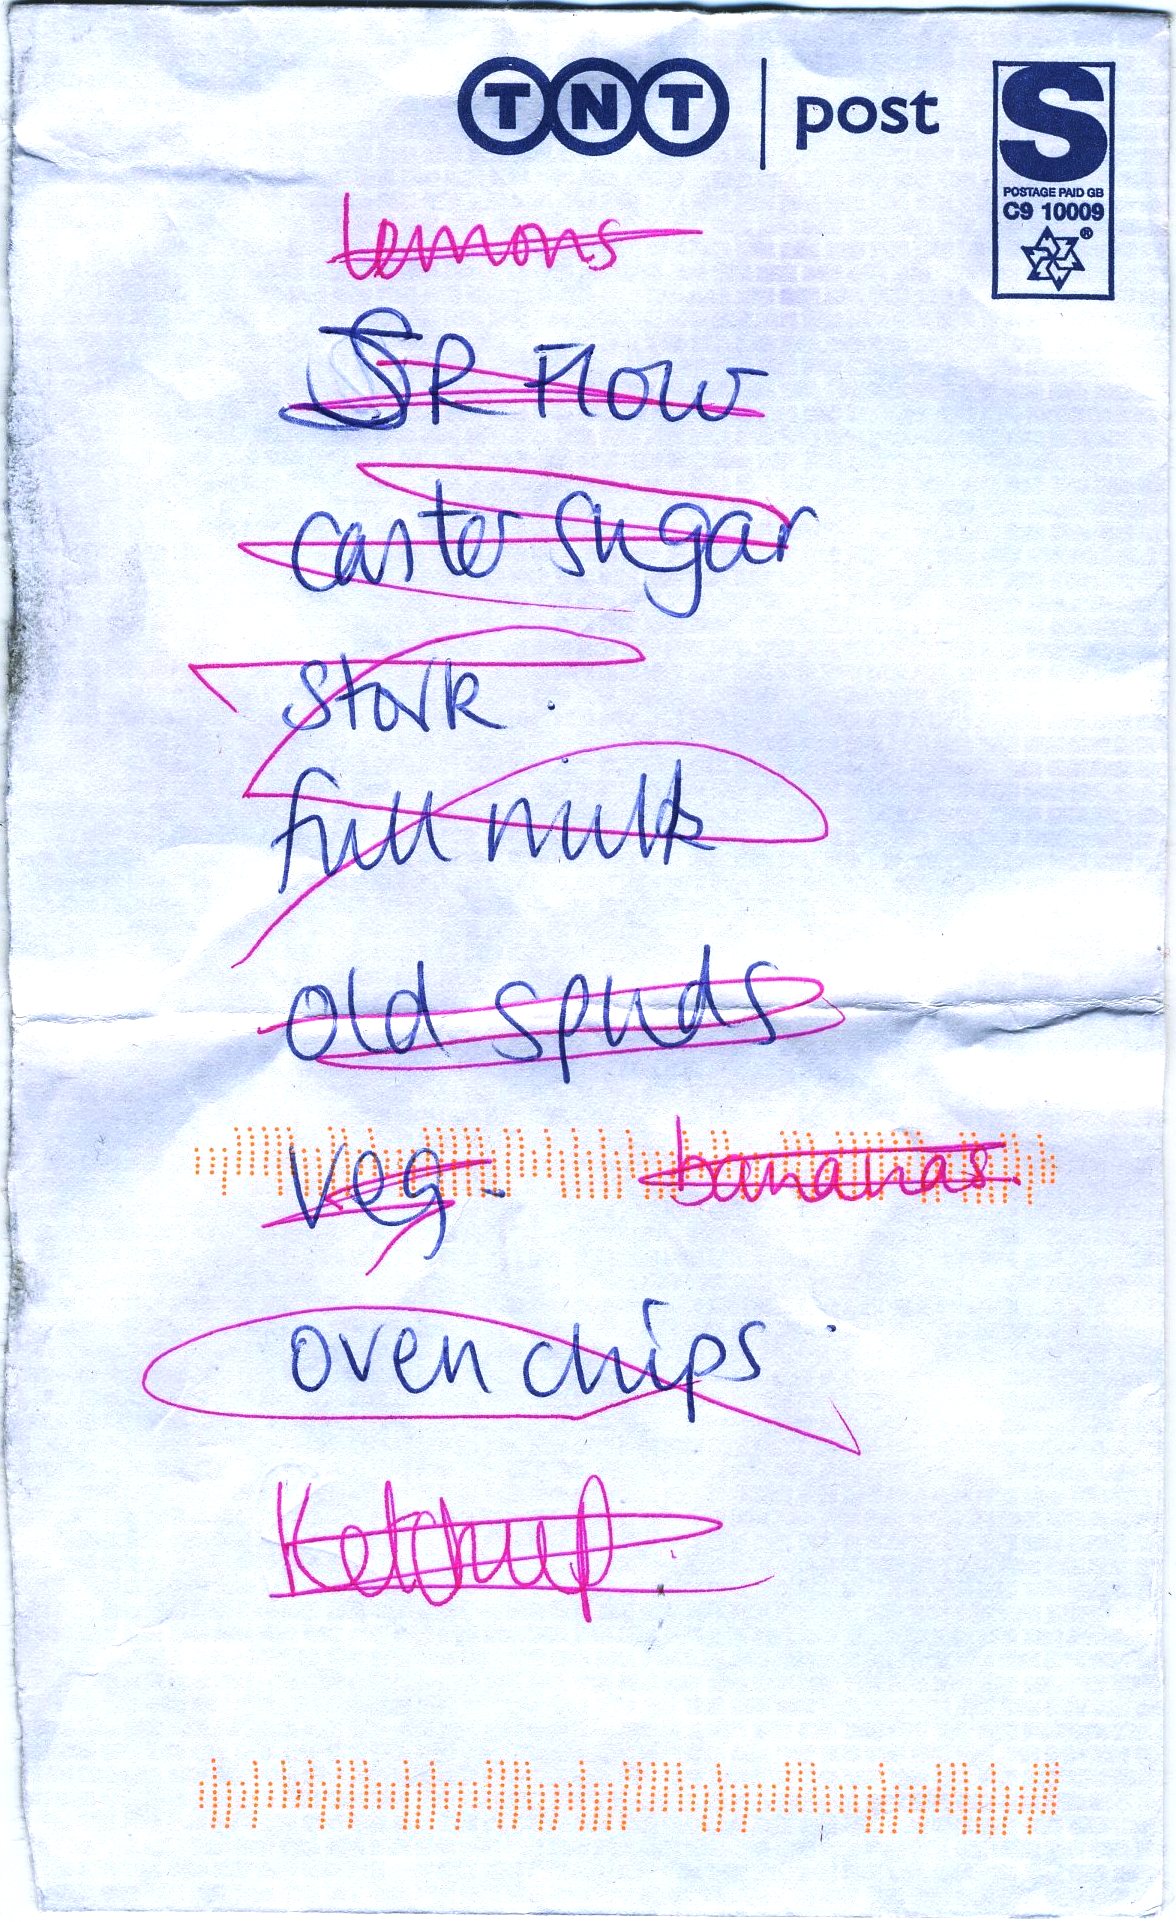 TNT | post
S
POSTAGE PAID GB
C9 10009
®
lemons
SR Flour
caster sugar
Stork.
full milk
old spuds
Veg. bananas.
oven chips.
Ketchup.